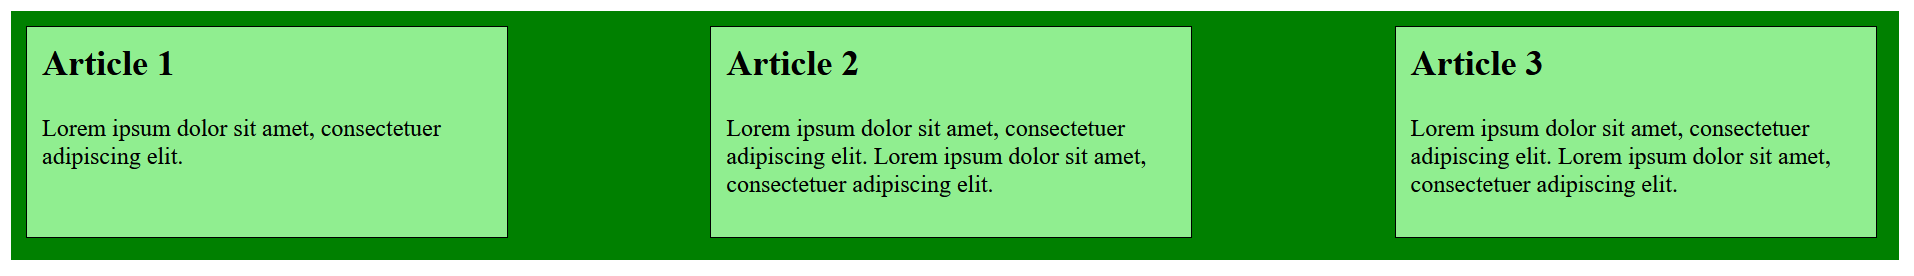 Article 1
Lorem ipsum dolor sit amet, consectetuer
adipiscing elit.
Article 2
Lorem ipsum dolor sit amet, consectetuer
adipiscing elit. Lorem ipsum dolor sit amet,
consectetuer adipiscing elit.
Article 3
Lorem ipsum dolor sit amet, consectetuer
adipiscing elit. Lorem ipsum dolor sit amet,
consectetuer adipiscing elit.